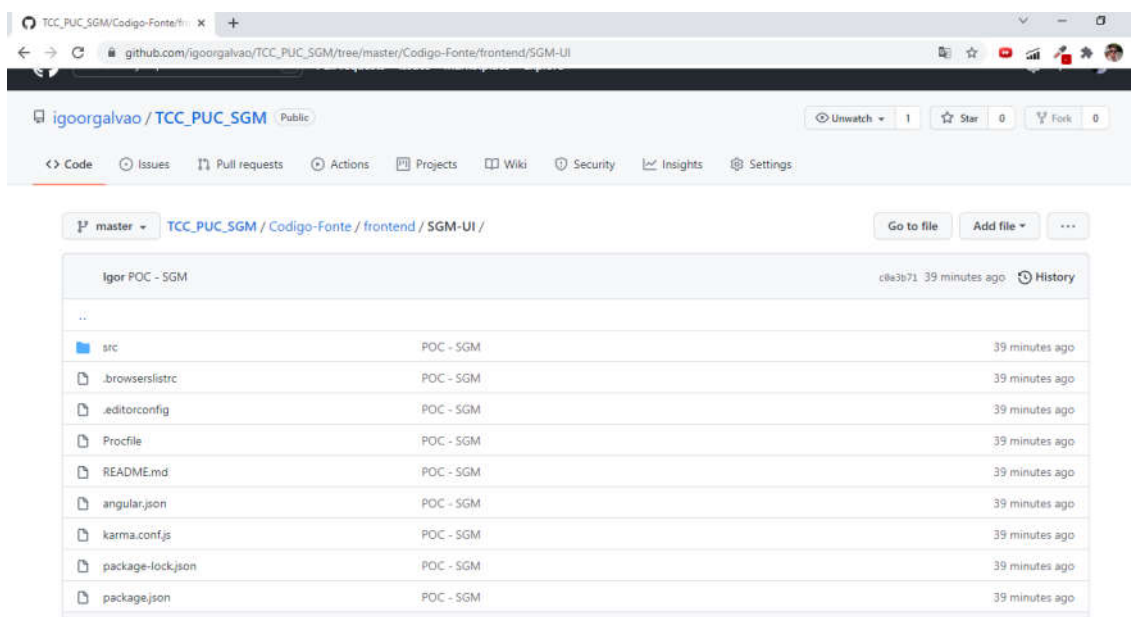 TCC_PUC_SGM/Codigo-Fonte/fr
github.com/igoorgalvao/TCC_PUC_SGM/tree/master/Codigo-Fonte/frontend/SGM-UI
igoorgalvao / TCC_PUC_SGM Public
Unwatch 1 Star 0 Fork 0
Code Issues Pull requests Actions Projects Wiki Security Insights Settings
master TCC_PUC_SGM / Codigo-Fonte / frontend / SGM-UI / Go to file Add file ...
Igor POC - SGM c8e3b71 39 minutes ago History
..
src POC - SGM 39 minutes ago
.browserslistrc POC - SGM 39 minutes ago
.editorconfig POC - SGM 39 minutes ago
Procfile POC - SGM 39 minutes ago
README.md POC - SGM 39 minutes ago
angular.json POC - SGM 39 minutes ago
karma.conf.js POC - SGM 39 minutes ago
package-lock.json POC - SGM 39 minutes ago
package.json POC - SGM 39 minutes ago